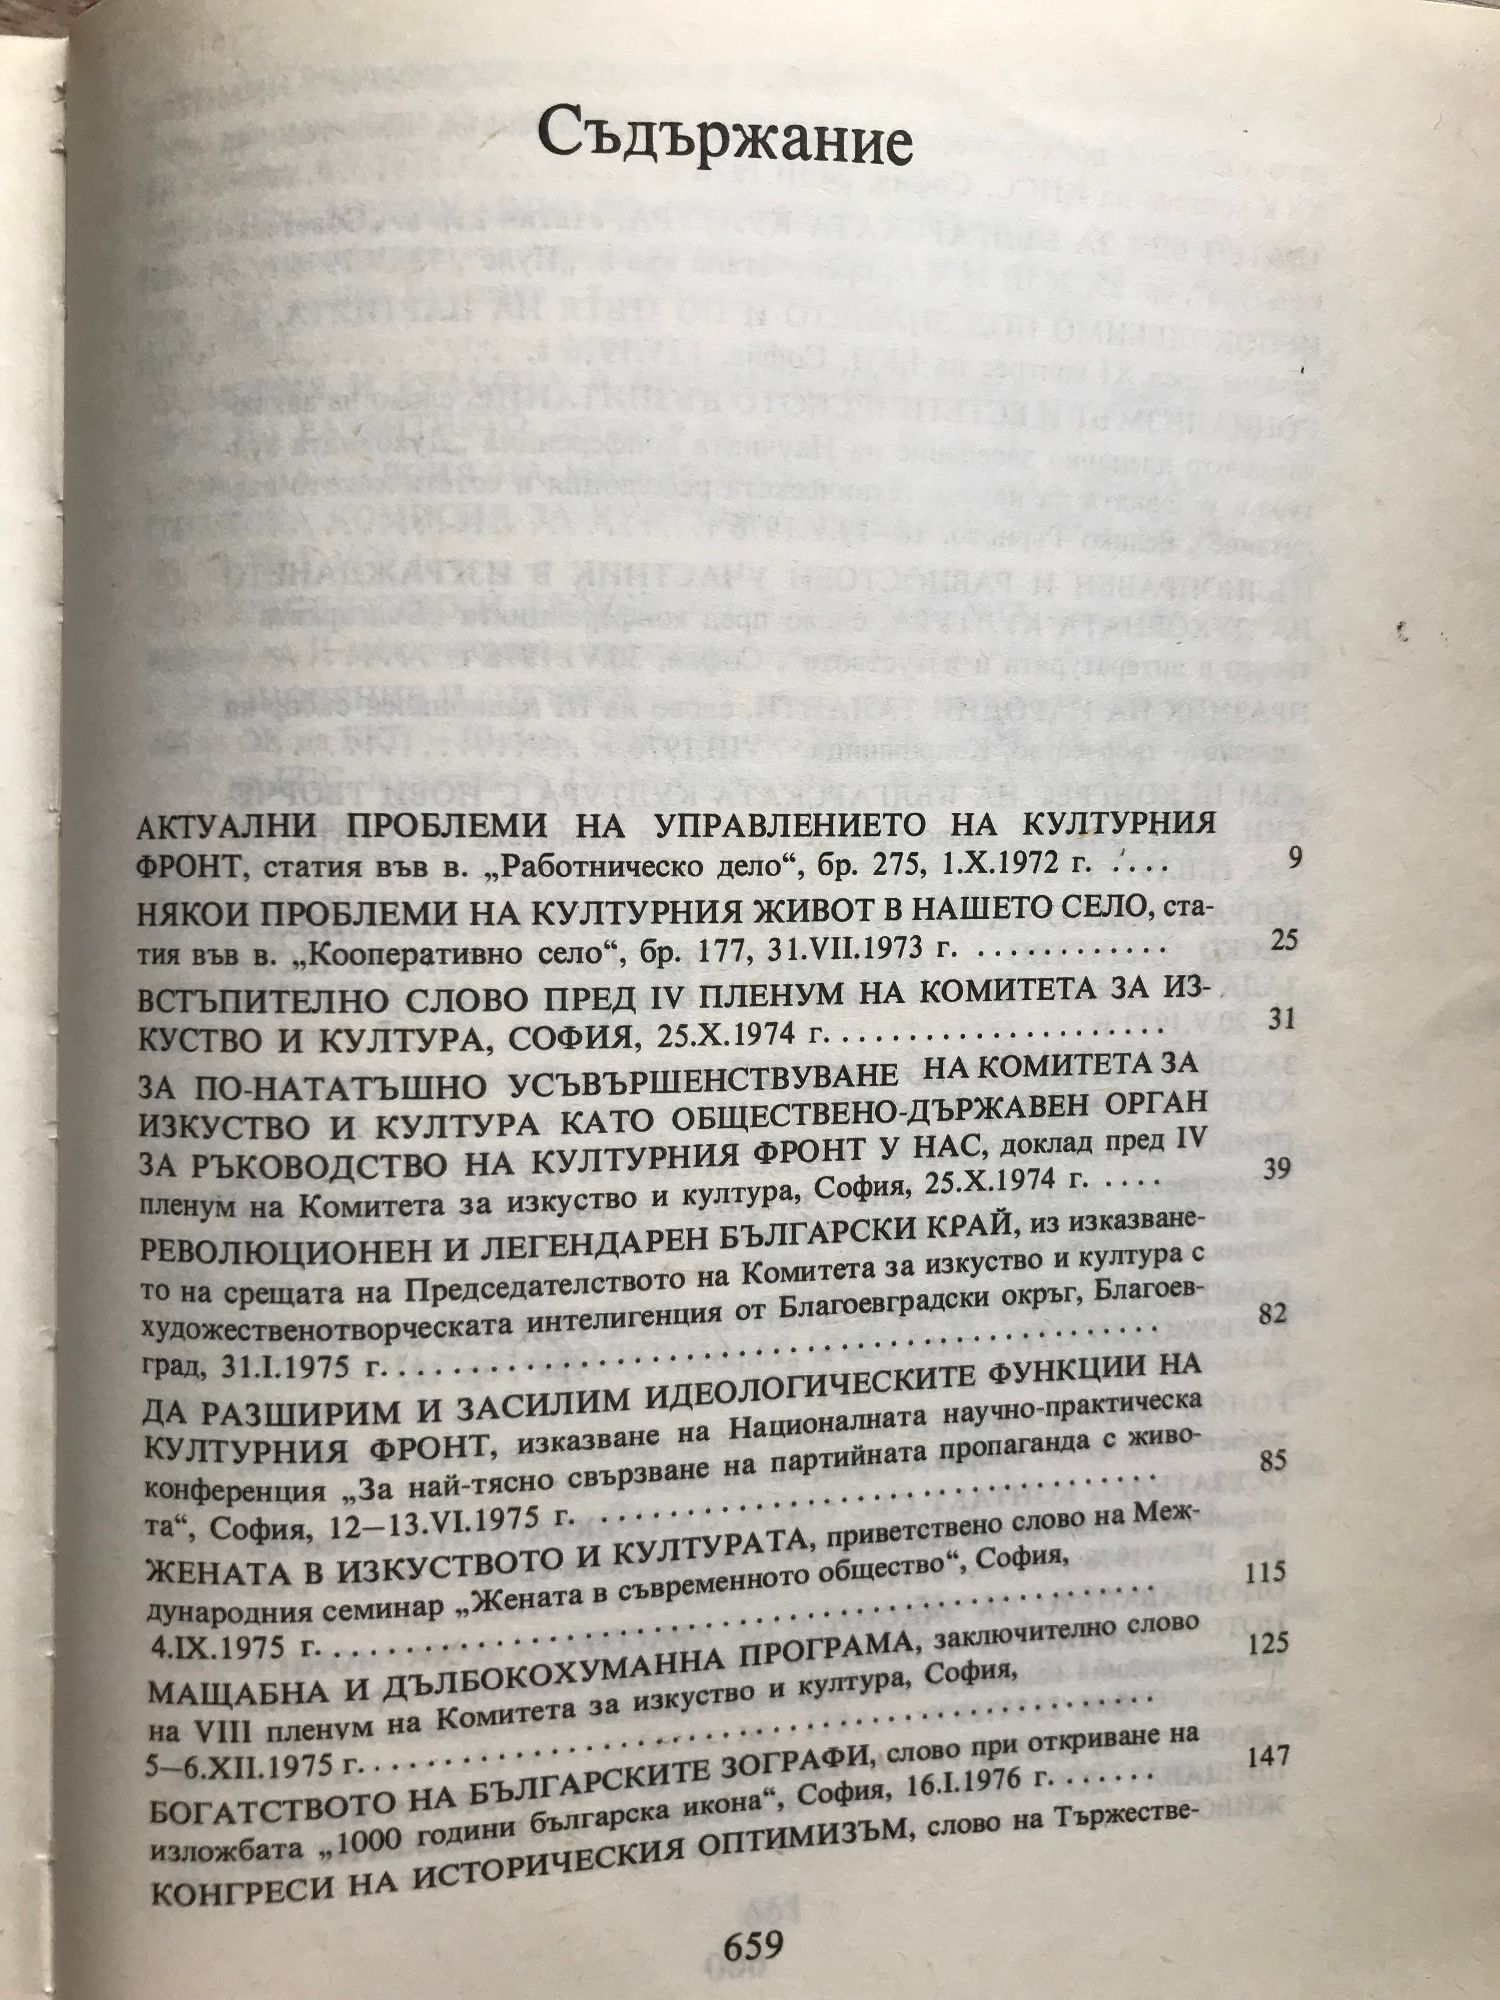 Съдържание
АКТУАЛНИ ПРОБЛЕМИ НА УПРАВЛЕНИЕТО НА КУЛТУРНИЯ
ФРОНТ, статия във в. „Работническо дело“, бр. 275, 1.X.1972 г. ..... 9
НЯКОИ ПРОБЛЕМИ НА КУЛТУРНИЯ ЖИВОТ В НАШЕТО СЕЛО, ста-
тия във в. „Кооперативно село“, бр. 177, 31.VII.1973 г. ............. 25
ВСТЪПИТЕЛНО СЛОВО ПРЕД IV ПЛЕНУМ НА КОМИТЕТА ЗА ИЗ-
КУСТВО И КУЛТУРА, СОФИЯ, 25.X.1974 г. ..................... 31
ЗА ПО-НАТАТЪШНО УСЪВЪРШЕНСТВУВАНЕ НА КОМИТЕТА ЗА
ИЗКУСТВО И КУЛТУРА КАТО ОБЩЕСТВЕНО-ДЪРЖАВЕН ОРГАН
ЗА РЪКОВОДСТВО НА КУЛТУРНИЯ ФРОНТ У НАС, доклад пред IV
пленум на Комитета за изкуство и култура, София, 25.X.1974 г. ..... 39
РЕВОЛЮЦИОНЕН И ЛЕГЕНДАРЕН БЪЛГАРСКИ КРАЙ, из изказване-
то на срещата на Председателството на Комитета за изкуство и култура с
художественотворческата интелигенция от Благоевградски окръг, Благоев-
град, 31.I.1975 г. ............................................... 82
ДА РАЗШИРИМ И ЗАСИЛИМ ИДЕОЛОГИЧЕСКИТЕ ФУНКЦИИ НА
КУЛТУРНИЯ ФРОНТ, изказване на Националната научно-практическа
конференция „За най-тясно свързване на партийната пропаганда с живо-
та“, София, 12–13.VI.1975 г. .................................. 85
ЖЕНАТА В ИЗКУСТВОТО И КУЛТУРАТА, приветствено слово на Меж-
дународния семинар „Жената в съвременното общество“, София,
4.IX.1975 г. .................................................... 115
МАЩАБНА И ДЪЛБОКОХУМАННА ПРОГРАМА, заключително слово
на VIII пленум на Комитета за изкуство и култура, София,
5–6.XII.1975 г. ................................................. 125
БОГАТСТВОТО НА БЪЛГАРСКИТЕ ЗОГРАФИ, слово при откриване на
изложбата „1000 години българска икона“, София, 16.I.1976 г. ....... 147
КОНГРЕСИ НА ИСТОРИЧЕСКИЯ ОПТИМИЗЪМ, слово на Тържестве-
659